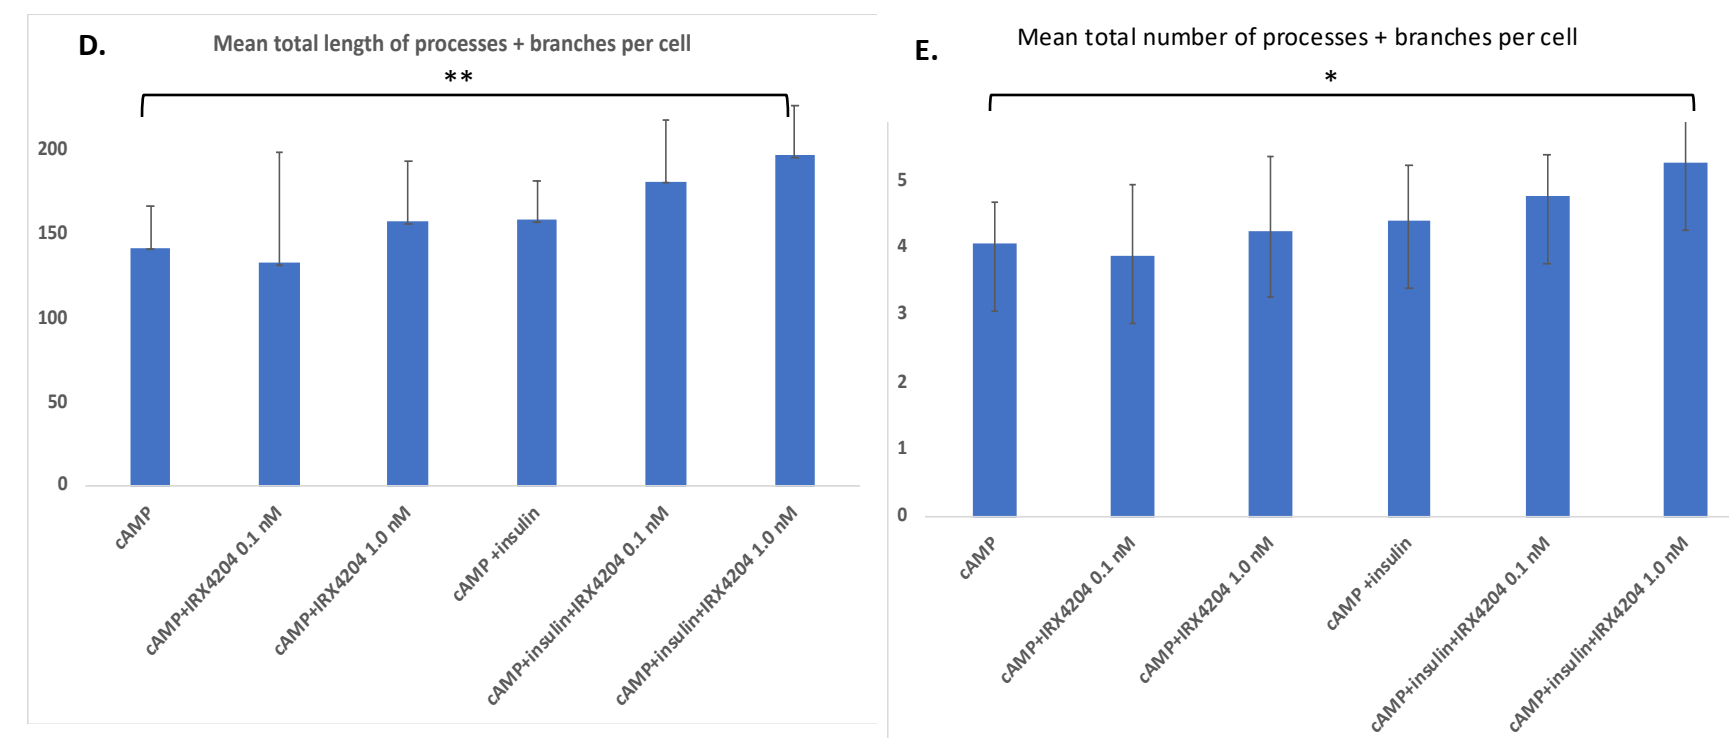 D.
Mean total length of processes + branches per cell
**
200
150
100
50
0
cAMP
cAMP+IRX4204 0.1 nM
cAMP+IRX4204 1.0 nM
cAMP +insulin
cAMP+insulin+IRX4204 0.1 nM
cAMP+insulin+IRX4204 1.0 nM
E.
Mean total number of processes + branches per cell
*
5
4
3
2
1
0
cAMP
cAMP+IRX4204 0.1 nM
cAMP+IRX4204 1.0 nM
cAMP +insulin
cAMP+insulin+IRX4204 0.1 nM
cAMP+insulin+IRX4204 1.0 nM